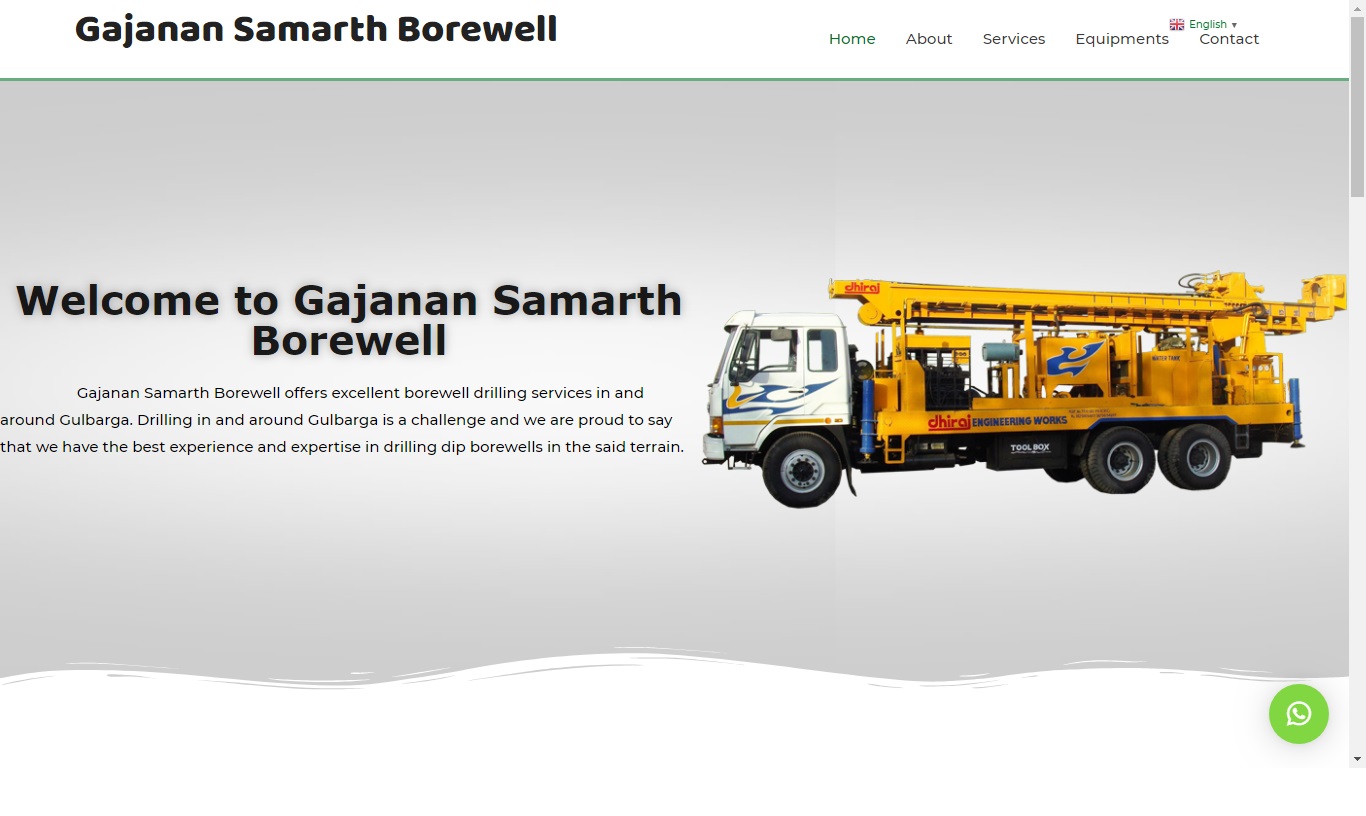 Gajanan Samarth Borewell
English ▼
Home About Services Equipments Contact
Welcome to Gajanan Samarth
Borewell
Gajanan Samarth Borewell offers excellent borewell drilling services in and
around Gulbarga. Drilling in and around Gulbarga is a challenge and we are proud to say
that we have the best experience and expertise in drilling dip borewells in the said terrain.
dhiraj
WATER TANK
dhiraj ENGINEERING WORKS
TOOL BOX